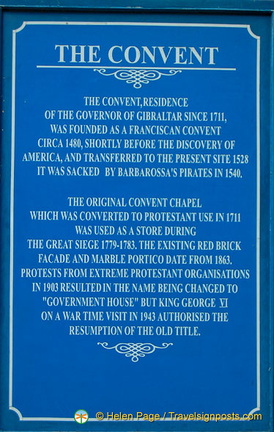 THE CONVENT
THE CONVENT,RESIDENCE
OF THE GOVERNOR OF GIBRALTAR SINCE 1711,
WAS FOUNDED AS A FRANCISCAN CONVENT
CIRCA 1480, SHORTLY BEFORE THE DISCOVERY OF
AMERICA, AND TRANSFERRED TO THE PRESENT SITE 1528
IT WAS SACKED BY BARBAROSSA'S PIRATES IN 1540.
THE ORIGINAL CONVENT CHAPEL
WHICH WAS CONVERTED TO PROTESTANT USE IN 1711
WAS USED AS A STORE DURING
THE GREAT SIEGE 1779-1783. THE EXISTING RED BRICK
FACADE AND MARBLE PORTICO DATE FROM 1863.
PROTESTS FROM EXTREME PROTESTANT ORGANISATIONS
IN 1903 RESULTED IN THE NAME BEING CHANGED TO
"GOVERNMENT HOUSE" BUT KING GEORGE VI
ON A WAR TIME VISIT IN 1943 AUTHORISED THE
RESUMPTION OF THE OLD TITLE.
© Helen Page / Travelsignposts.com